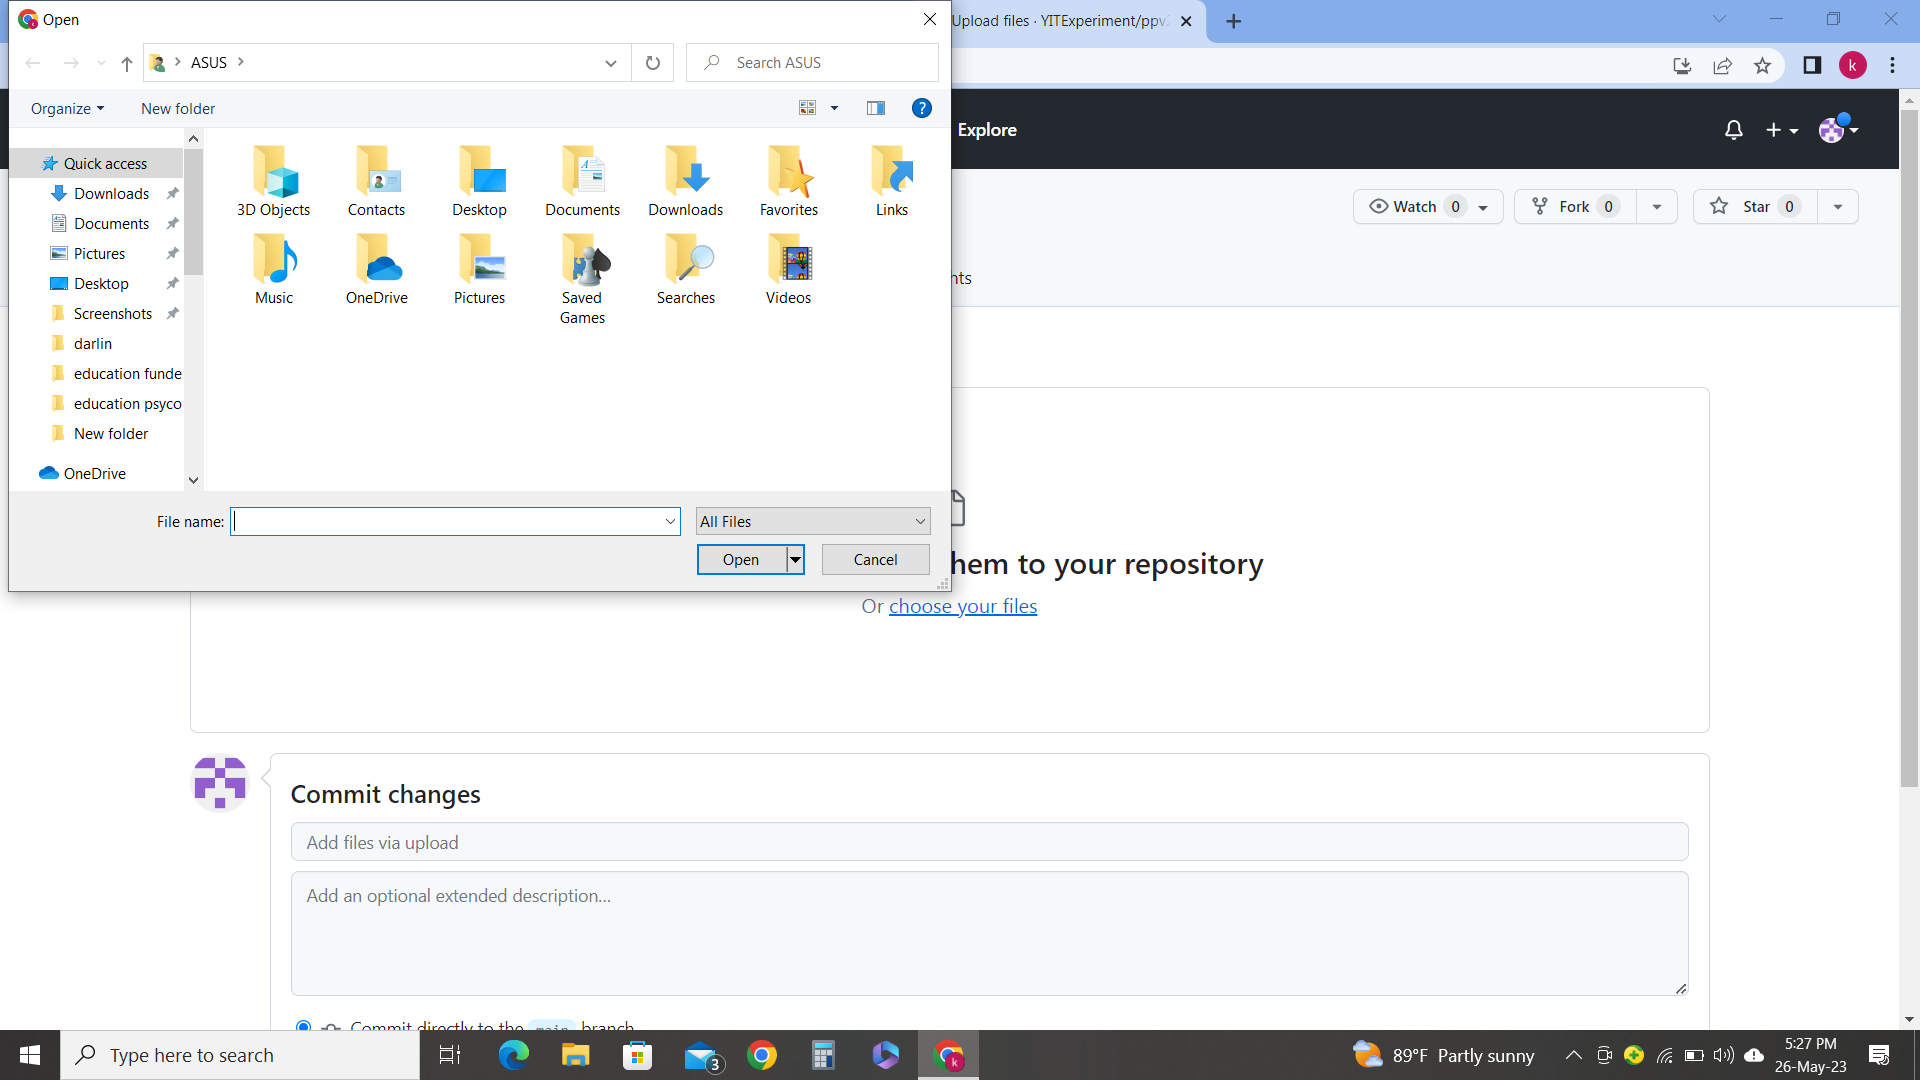 Open
Upload files · YITExperiment/ppv
ASUS
Search ASUS
Organize
New folder
Explore
Quick access
Downloads
Documents
Pictures
Desktop
Screenshots
darlin
education funde
education psyco
New folder
OneDrive
3D Objects
Contacts
Desktop
Documents
Downloads
Favorites
Links
Music
OneDrive
Pictures
Saved Games
Searches
Videos
Watch 0
Fork 0
Star 0
nts
File name:
All Files
Open
Cancel
hem to your repository
Or choose your files
Commit changes
Add files via upload
Add an optional extended description...
Commit directly to the main branch
Type here to search
3
k
89°F Partly sunny
5:27 PM
26-May-23